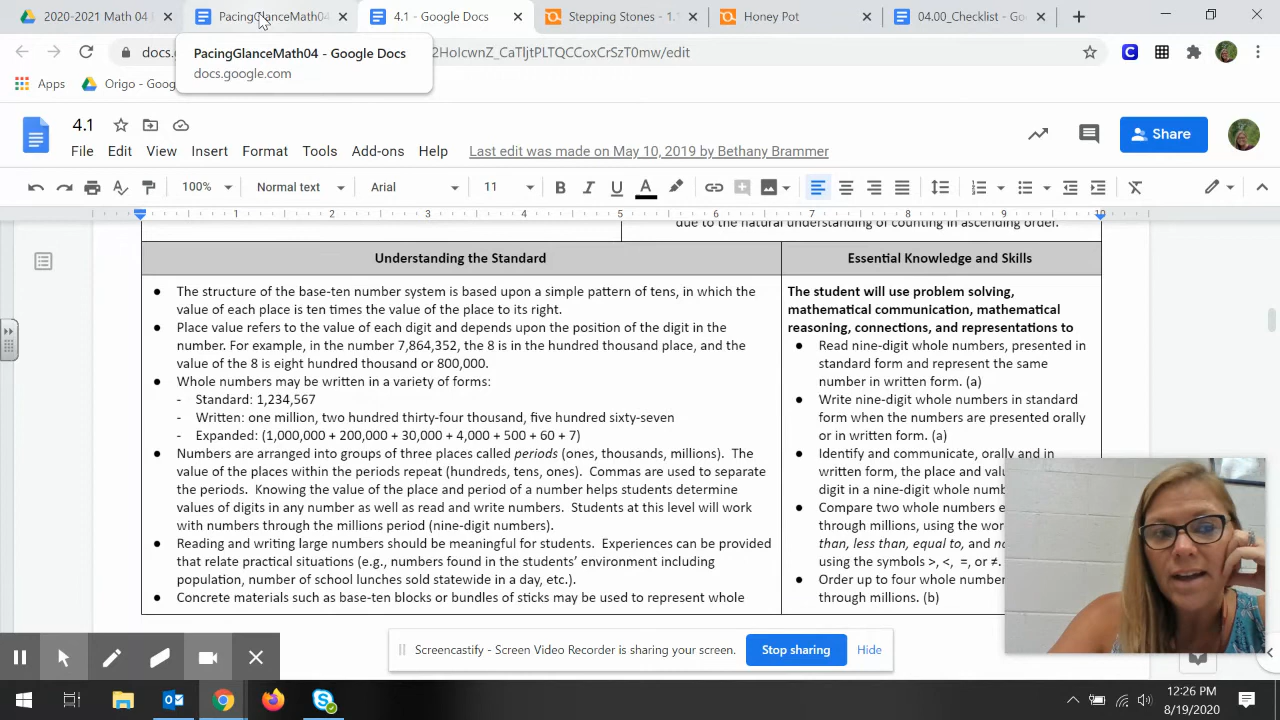 2020-2021 Math 04
PacingGlanceMath04
4.1 - Google Docs
Stepping Stones - 1.1
Honey Pot
04.00_Checklist - Go
docs.
2HoIcwnZ_CaTljtPLTQCCoxCrSzT0mw/edit
PacingGlanceMath04 - Google Docs
docs.google.com
Apps
Origo - Goog
4.1
Share
File Edit View Insert Format Tools Add-ons Help Last edit was made on May 10, 2019 by Bethany Brammer
100% Normal text Arial 11
1 2 3 4 5 6 7 8 9 10
due to the natural understanding of counting in ascending order.
Understanding the Standard
● The structure of the base-ten number system is based upon a simple pattern of tens, in which the
value of each place is ten times the value of the place to its right.
● Place value refers to the value of each digit and depends upon the position of the digit in the
number. For example, in the number 7,864,352, the 8 is in the hundred thousand place, and the
value of the 8 is eight hundred thousand or 800,000.
● Whole numbers may be written in a variety of forms:
- Standard: 1,234,567
- Written: one million, two hundred thirty-four thousand, five hundred sixty-seven
- Expanded: (1,000,000 + 200,000 + 30,000 + 4,000 + 500 + 60 + 7)
● Numbers are arranged into groups of three places called periods (ones, thousands, millions). The
value of the places within the periods repeat (hundreds, tens, ones). Commas are used to separate
the periods. Knowing the value of the place and period of a number helps students determine
values of digits in any number as well as read and write numbers. Students at this level will work
with numbers through the millions period (nine-digit numbers).
● Reading and writing large numbers should be meaningful for students. Experiences can be provided
that relate practical situations (e.g., numbers found in the students' environment including
population, number of school lunches sold statewide in a day, etc.).
● Concrete materials such as base-ten blocks or bundles of sticks may be used to represent whole
Essential Knowledge and Skills
The student will use problem solving,
mathematical communication, mathematical
reasoning, connections, and representations to
● Read nine-digit whole numbers, presented in
standard form and represent the same
number in written form. (a)
● Write nine-digit whole numbers in standard
form when the numbers are presented orally
or in written form. (a)
● Identify and communicate, orally and in
written form, the place and valu
digit in a nine-digit whole numb
● Compare two whole numbers e
through millions, using the wor
than, less than, equal to, and no
using the symbols >, <, =, or ≠.
● Order up to four whole number
through millions. (b)
Screencastify - Screen Video Recorder is sharing your screen.
Stop sharing
Hide
12:26 PM
8/19/2020